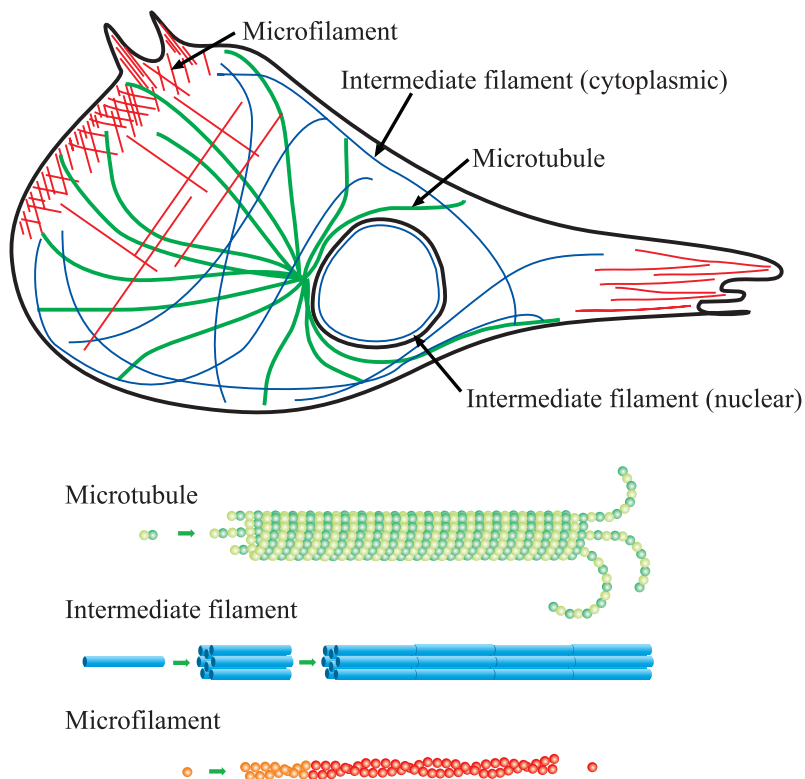 Microfilament
Intermediate filament (cytoplasmic)
Microtubule
Intermediate filament (nuclear)
Microtubule
Intermediate filament
Microfilament